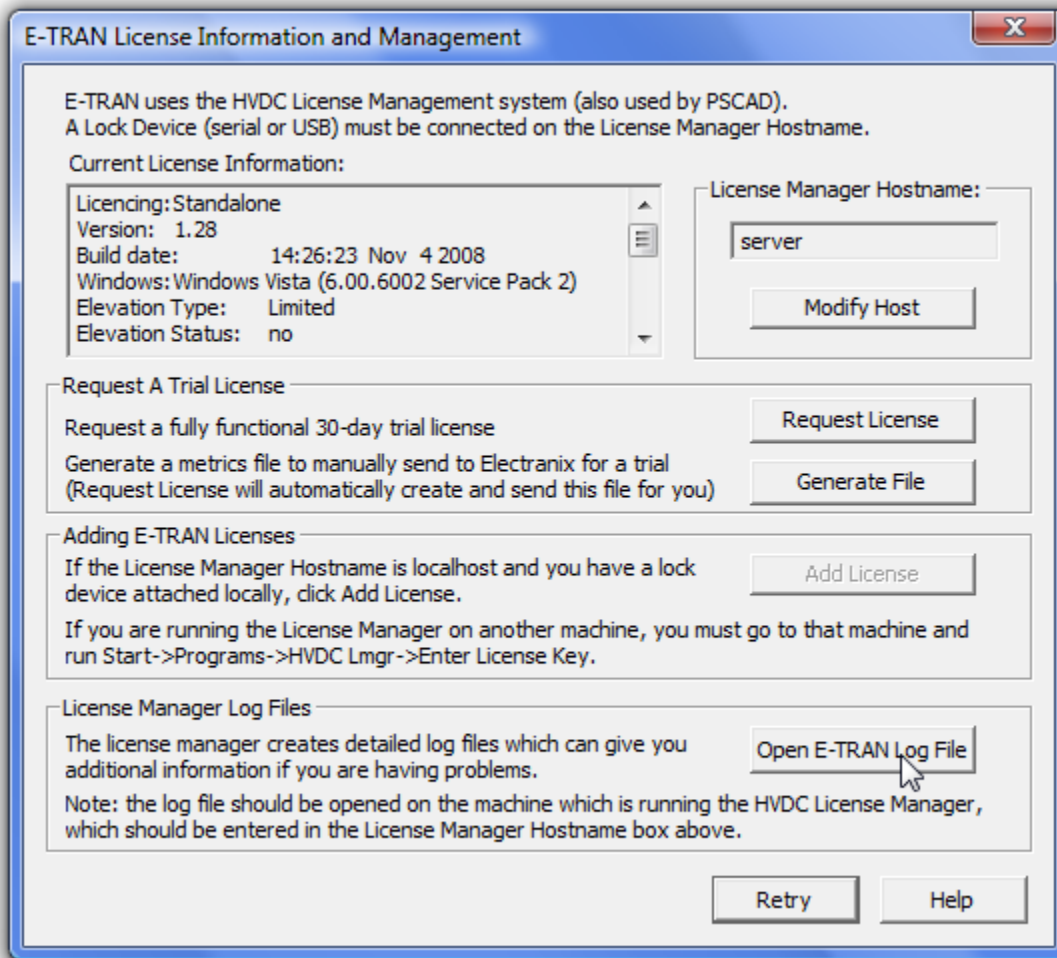 E-TRAN License Information and Management
E-TRAN uses the HVDC License Management system (also used by PSCAD).
A Lock Device (serial or USB) must be connected on the License Manager Hostname.
Current License Information:
Licencing: Standalone
Version: 1.28
Build date: 14:26:23 Nov 4 2008
Windows: Windows Vista (6.00.6002 Service Pack 2)
Elevation Type: Limited
Elevation Status: no
License Manager Hostname:
server
Modify Host
Request A Trial License
Request a fully functional 30-day trial license
Request License
Generate a metrics file to manually send to Electranix for a trial
(Request License will automatically create and send this file for you)
Generate File
Adding E-TRAN Licenses
If the License Manager Hostname is localhost and you have a lock
device attached locally, click Add License.
Add License
If you are running the License Manager on another machine, you must go to that machine and
run Start->Programs->HVDC Lmgr->Enter License Key.
License Manager Log Files
The license manager creates detailed log files which can give you
additional information if you are having problems.
Open E-TRAN Log File
Note: the log file should be opened on the machine which is running the HVDC License Manager,
which should be entered in the License Manager Hostname box above.
Retry
Help